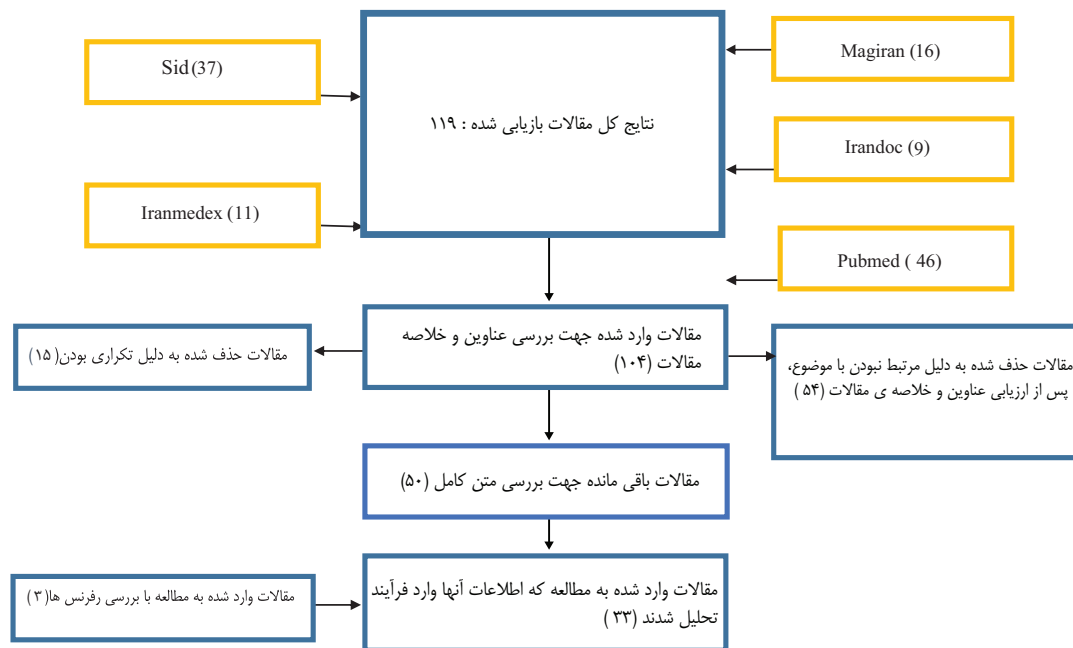 Sid (37)
Magiran (16)
نتایج کل مقالات بازیابی شده : ۱۱۹
Irandoc (9)
Iranmedex (11)
Pubmed ( 46)
مقالات وارد شده جهت بررسی عناوین و خلاصه
مقالات (۱۰۴)
مقالات حذف شده به دلیل تکراری بودن( ۱۵)
مقالات حذف شده به دلیل مرتبط نبودن با موضوع،
پس از ارزیابی عناوین و خلاصه ی مقالات (۵۴ )
مقالات باقی مانده جهت بررسی متن کامل (۵۰)
مقالات وارد شده به مطالعه که اطلاعات آنها وارد فرآیند
تحلیل شدند (۳۳ )
مقالات وارد شده به مطالعه با بررسی رفرنس ها(۳ )